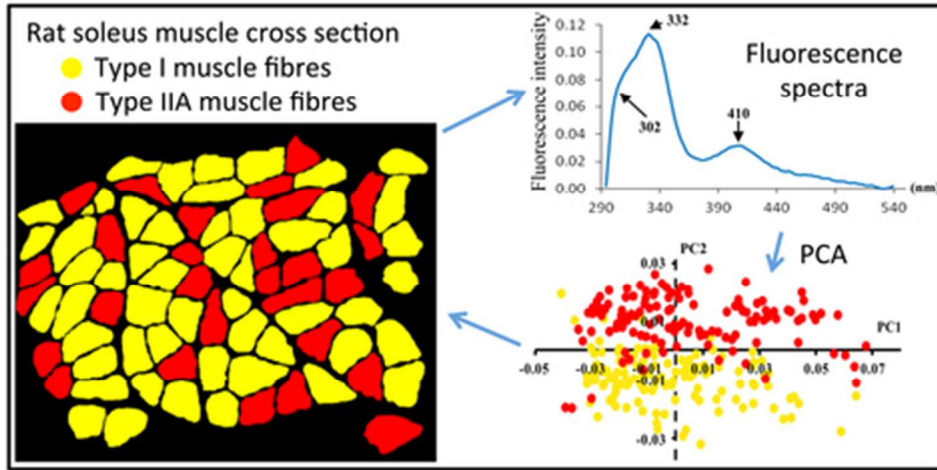 Rat soleus muscle cross section
Type I muscle fibres
Type IIA muscle fibres
Fluorescence intensity
0.12
0.10
0.08
0.06
0.04
0.02
0.00
332
302
410
Fluorescence
spectra
(nm)
290 340 390 440 490 540
PCA
PC2
0.03
0.01
PC1
-0.05 -0.03 -0.01 0.01 0.03 0.05 0.07
-0.01
-0.03